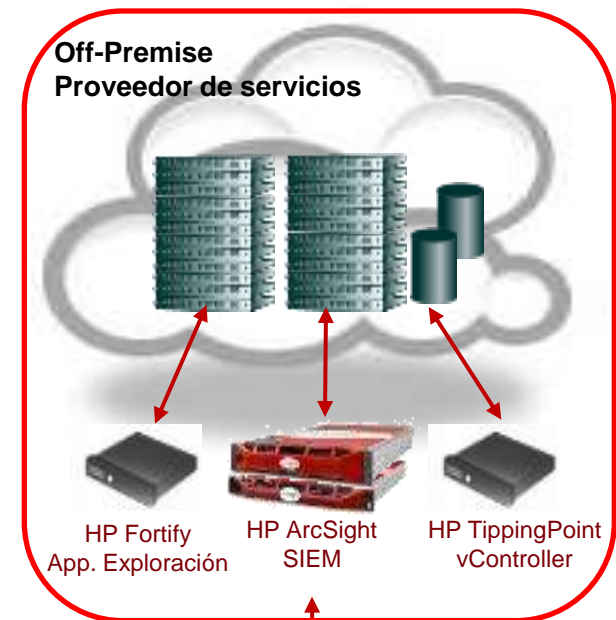 Off-Premise
Proveedor de servicios
HP Fortify
App. Exploración
HP ArcSight
SIEM
HP TippingPoint
vController